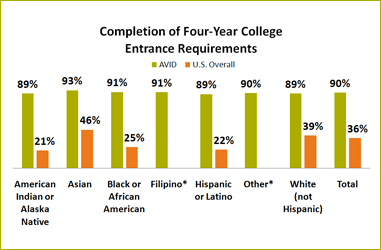 Completion of Four-Year College
Entrance Requirements
AVID U.S. Overall
89% 93% 91% 91% 89% 90% 89% 90%
21% 46% 25% 22% 39% 36%
American Asian Black or Filipino* Hispanic Other* White Total
Indian or African or Latino (not
Alaska American Hispanic)
Native